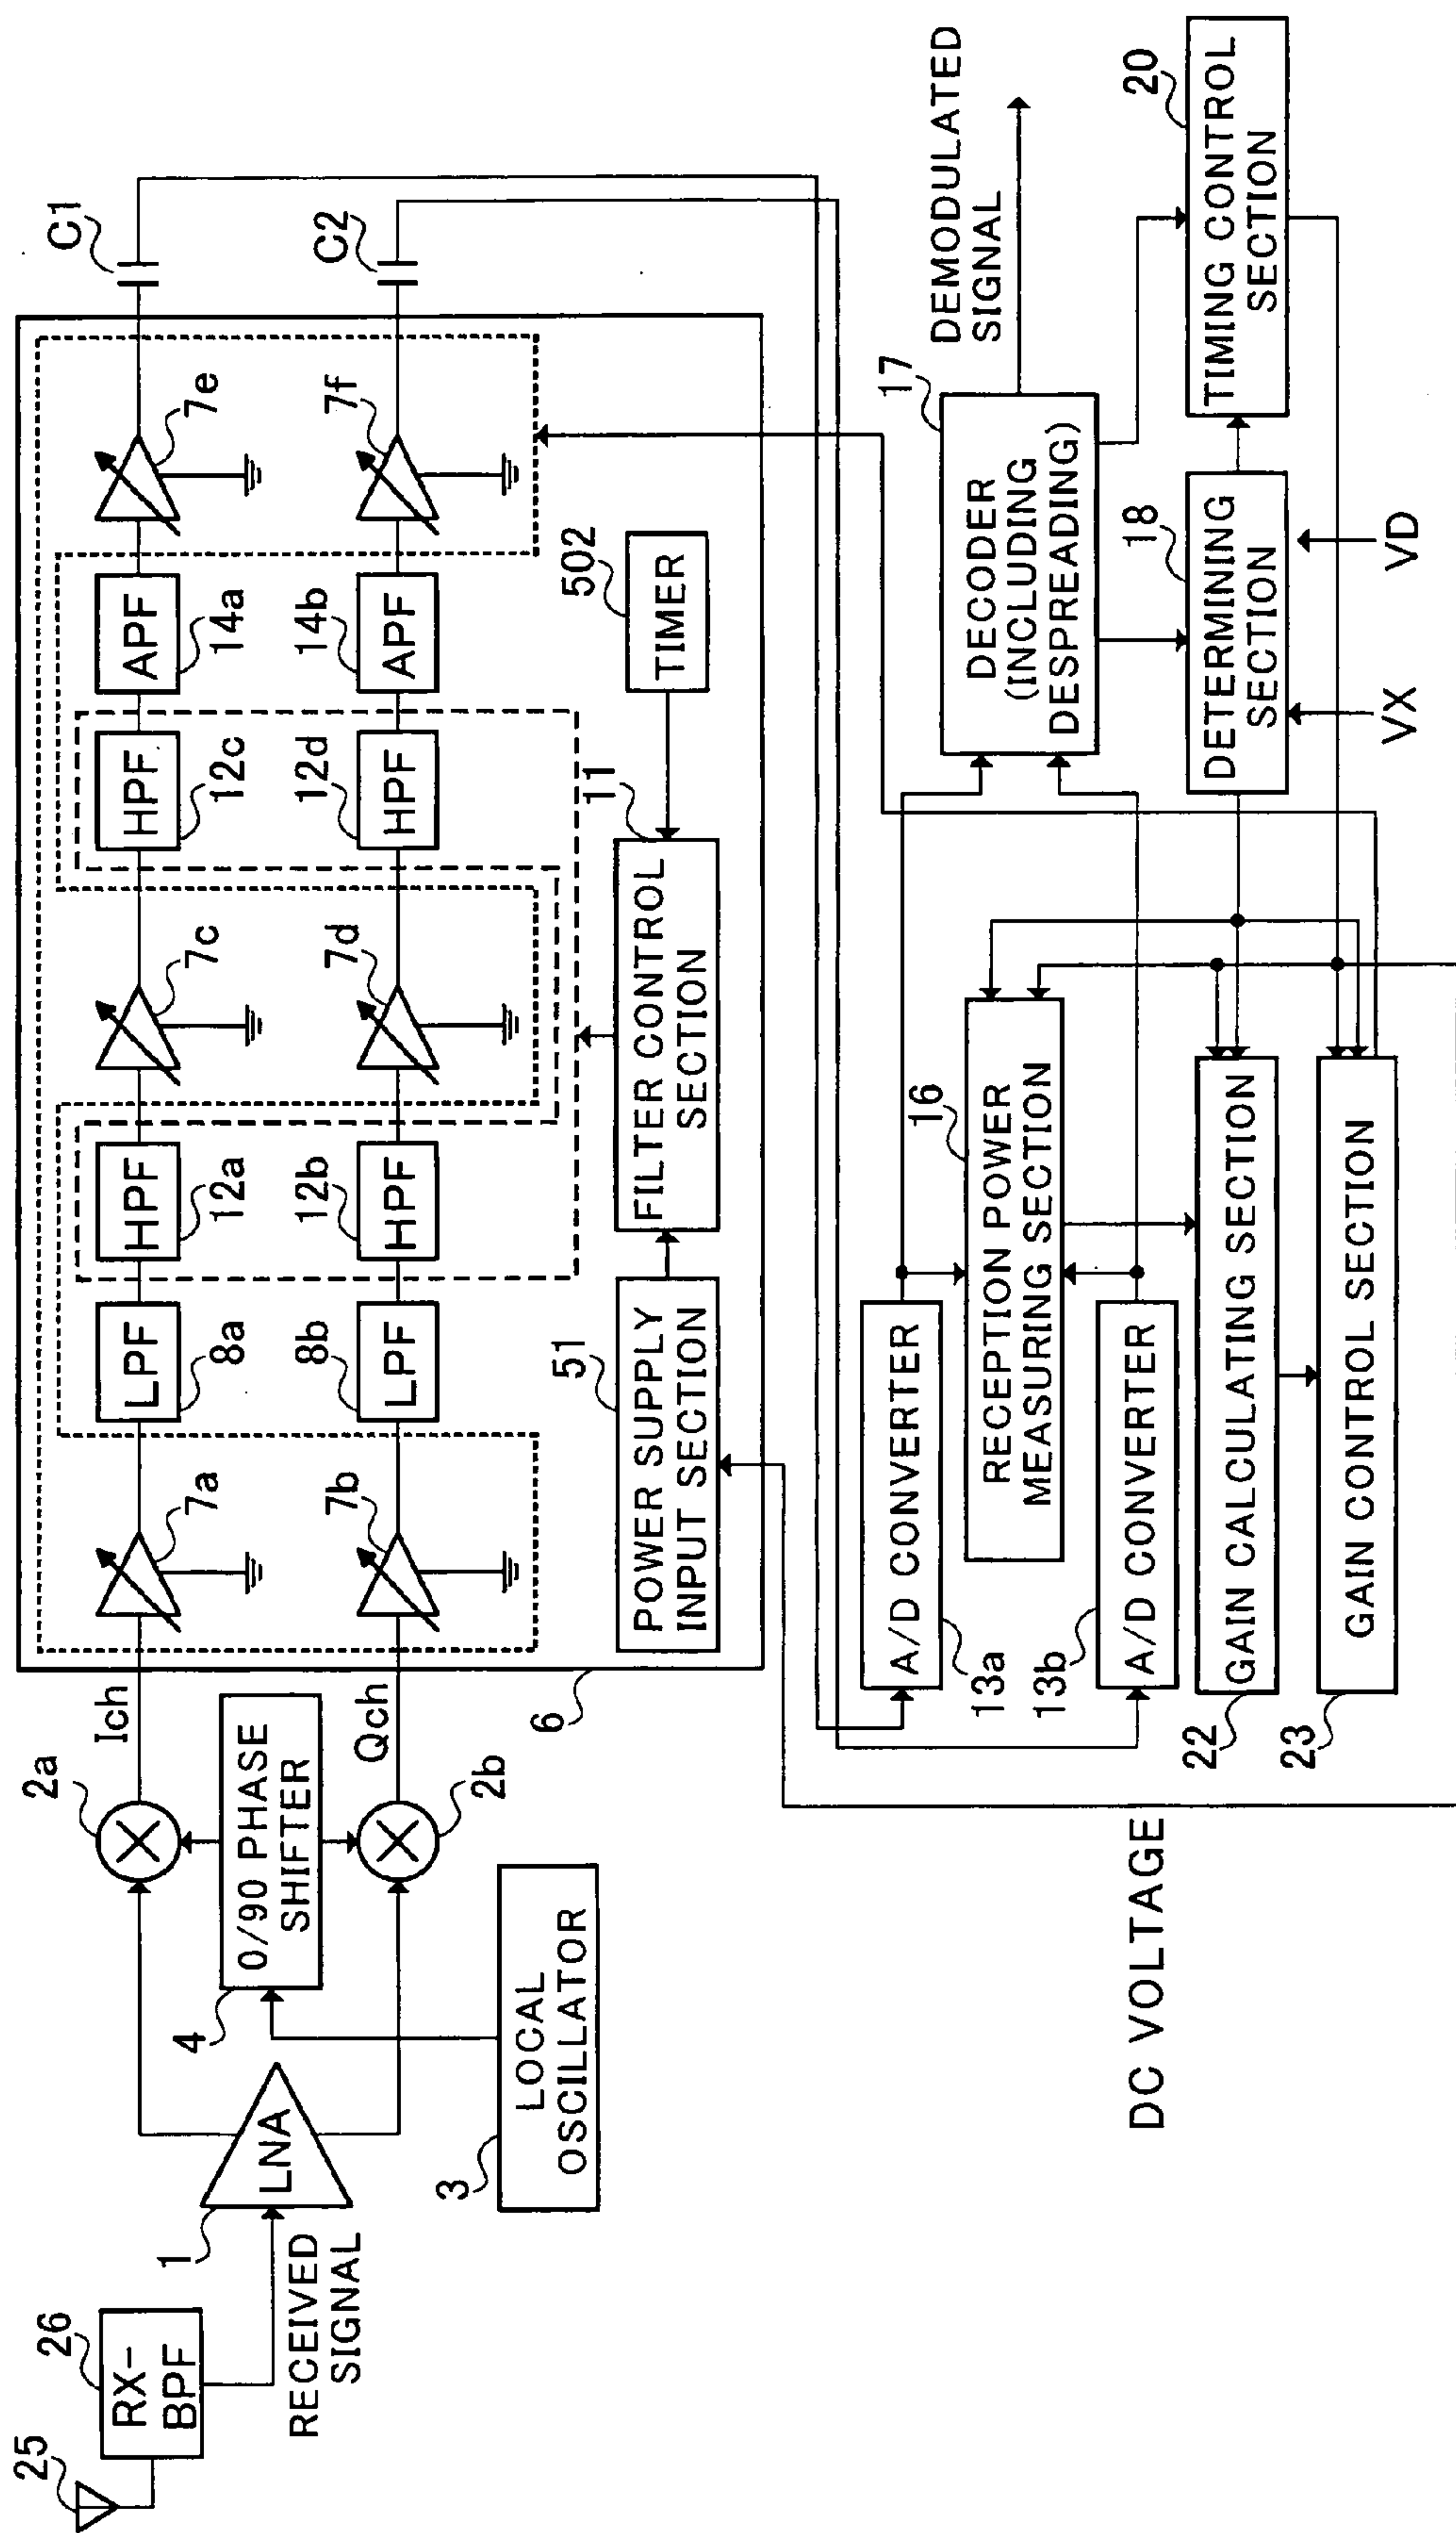 25
26
RX-
BPF
RECEIVED
SIGNAL
1
LNA
3
LOCAL
OSCILLATOR
4
0/90 PHASE
SHIFTER
2a
2b
Ich
Qch
6
7a
7b
LPF
8a
LPF
8b
HPF
12a
HPF
12b
7c
7d
HPF
12c
HPF
12d
APF
14a
APF
14b
7e
7f
C1
C2
51
POWER SUPPLY
INPUT SECTION
11
FILTER CONTROL
SECTION
502
TIMER
DC VOLTAGE
A/D CONVERTER
13a
A/D CONVERTER
13b
16
RECEPTION POWER
MEASURING SECTION
22
GAIN CALCULATING SECTION
23
GAIN CONTROL SECTION
17
DECODER
(INCLUDING
DESPREADING)
DEMODULATED
SIGNAL
18
DETERMINING
SECTION
VX
VD
20
TIMING CONTROL
SECTION